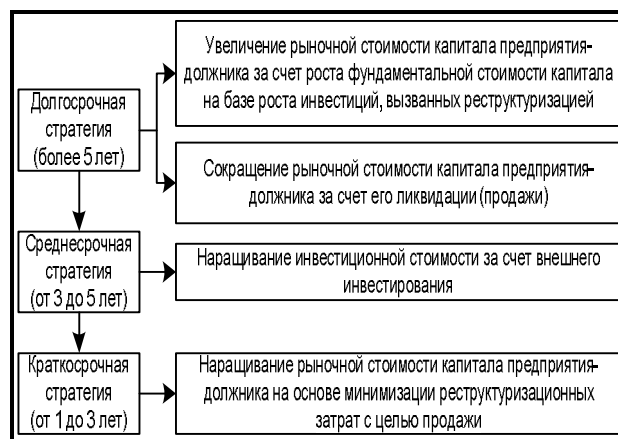 Увеличение рыночной стоимости капитала предприятия-
должника за счет роста фундаментальной стоимости капитала
на базе роста инвестиций, вызванных реструктуризацией
Долгосрочная
стратегия
(более 5 лет)
Сокращение рыночной стоимости капитала предприятия-
должника за счет его ликвидации (продажи)
Среднесрочная
стратегия
(от 3 до 5 лет)
Наращивание инвестиционной стоимости за счет внешнего
инвестирования
Краткосрочная
стратегия
(от 1 до 3 лет)
Наращивание рыночной стоимости капитала предприятия-
должника на основе минимизации реструктуризационных
затрат с целью продажи